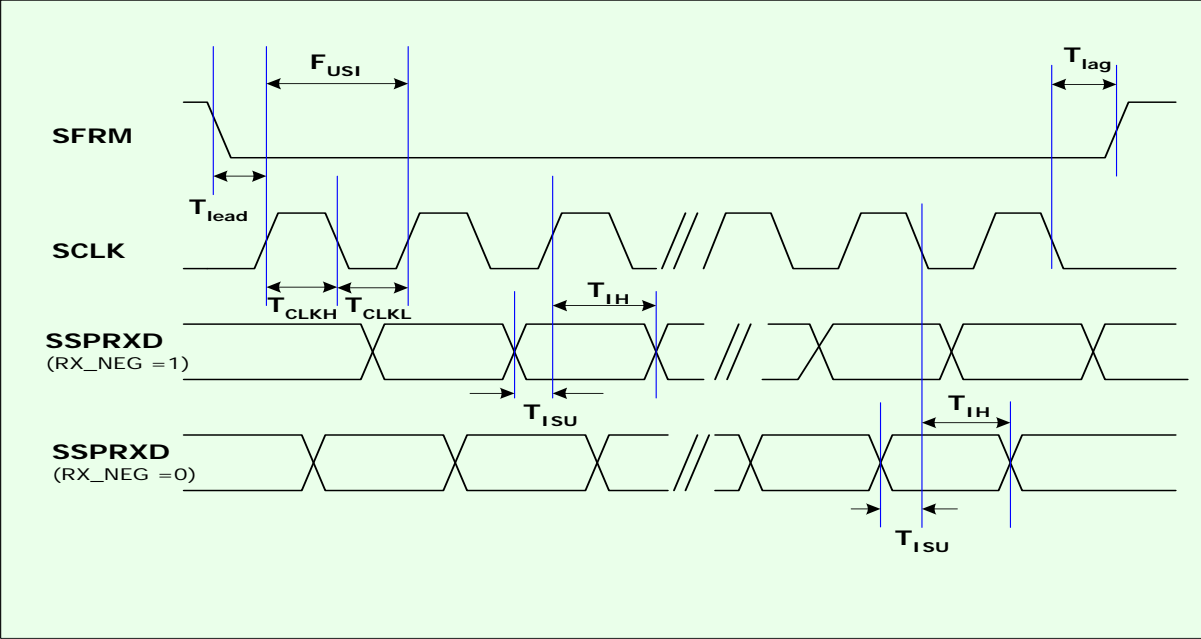 F_USI
T_lag
SFRM
T_lead
SCLK
T_CLKH T_CLKL
T_IH
SSPRXD
(RX_NEG =1)
T_ISU
T_IH
SSPRXD
(RX_NEG =0)
T_ISU